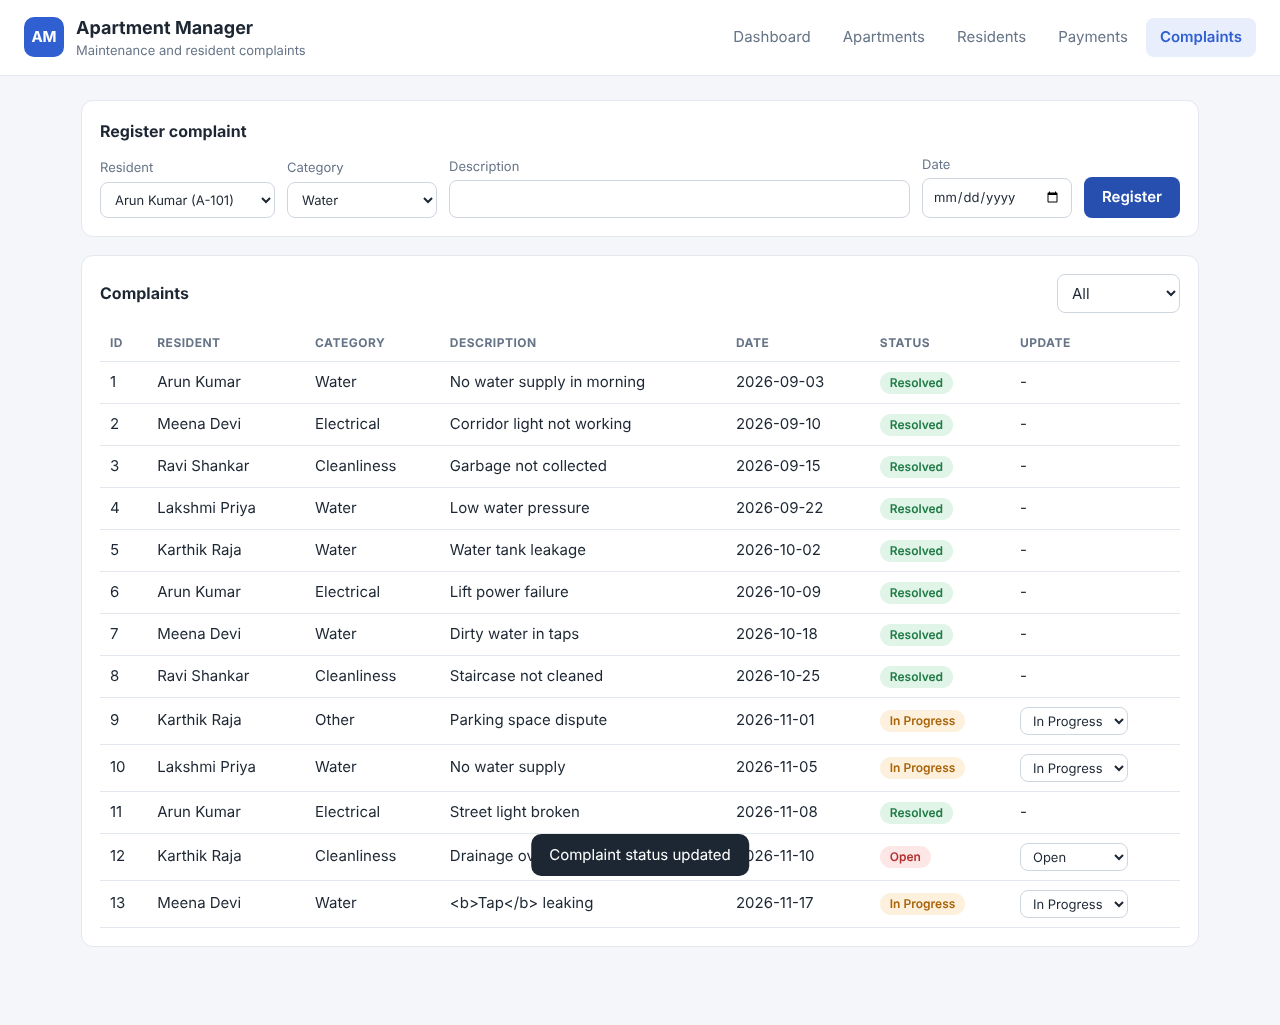 AM
Apartment Manager
Maintenance and resident complaints
Dashboard Apartments Residents Payments Complaints
Register complaint
Resident Category Description Date
Arun Kumar (A-101) Water mm/dd/yyyy Register
Complaints All
ID RESIDENT CATEGORY DESCRIPTION DATE STATUS UPDATE
1 Arun Kumar Water No water supply in morning 2026-09-03 Resolved -
2 Meena Devi Electrical Corridor light not working 2026-09-10 Resolved -
3 Ravi Shankar Cleanliness Garbage not collected 2026-09-15 Resolved -
4 Lakshmi Priya Water Low water pressure 2026-09-22 Resolved -
5 Karthik Raja Water Water tank leakage 2026-10-02 Resolved -
6 Arun Kumar Electrical Lift power failure 2026-10-09 Resolved -
7 Meena Devi Water Dirty water in taps 2026-10-18 Resolved -
8 Ravi Shankar Cleanliness Staircase not cleaned 2026-10-25 Resolved -
9 Karthik Raja Other Parking space dispute 2026-11-01 In Progress In Progress
10 Lakshmi Priya Water No water supply 2026-11-05 In Progress In Progress
11 Arun Kumar Electrical Street light broken 2026-11-08 Resolved -
12 Karthik Raja Cleanliness Drainage Complaint status updated 26-11-10 Open Open
13 Meena Devi Water <b>Tap</b> leaking 2026-11-17 In Progress In Progress